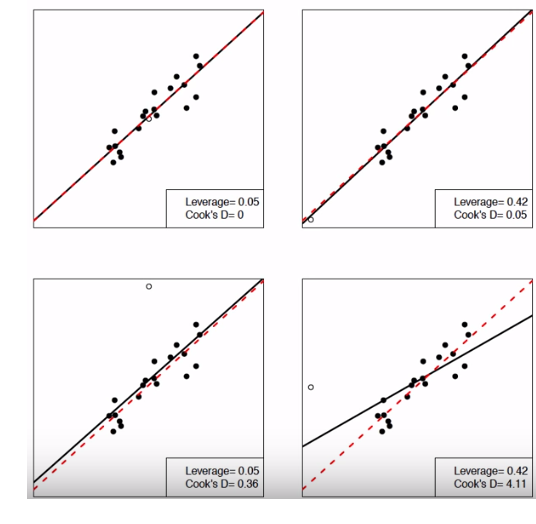 Leverage= 0.05
Cook's D= 0
Leverage= 0.42
Cook's D= 0.05
Leverage= 0.05
Cook's D= 0.36
Leverage= 0.42
Cook's D= 4.11